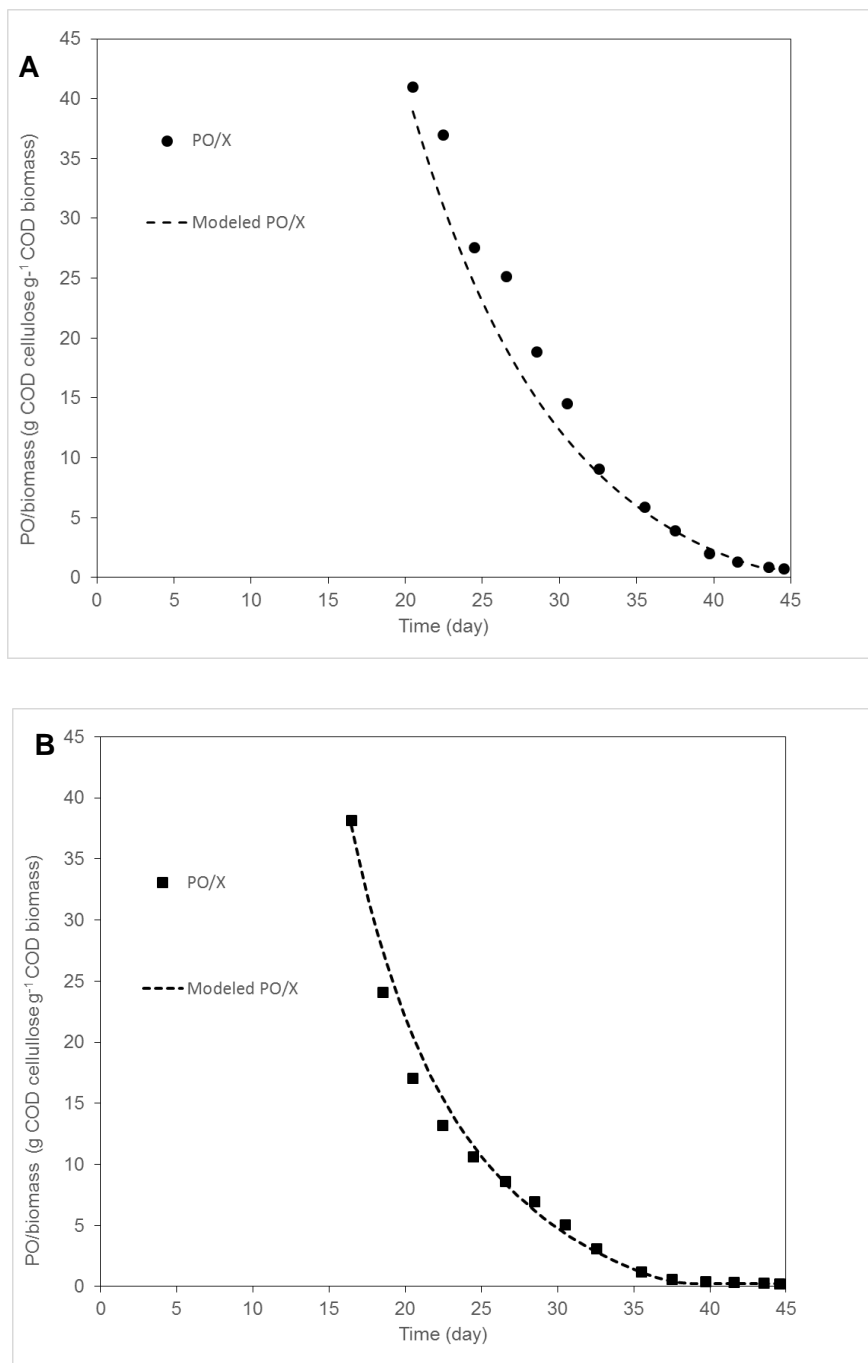 A
45
40
35
30
25
20
15
10
5
0
PO/biomass (g COD cellulose g-¹ COD biomass)
PO/X
Modeled PO/X
0 5 10 15 20 25 30 35 40 45
Time (day)
B
45
40
35
30
25
20
15
10
5
0
PO/biomass (g COD cellullose g⁻¹ COD biomass)
PO/X
Modeled PO/X
0 5 10 15 20 25 30 35 40 45
Time (day)